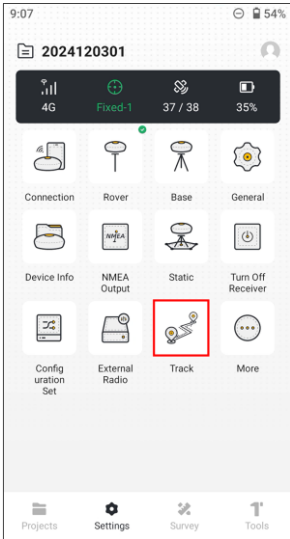 9:07 54%
2024120301
4G Fixed-1 37 / 38 35%
Connection Rover Base General
NMEA
Device Info NMEA Static Turn Off
Output Receiver
Config External Track More
uration Radio
Set
Projects Settings Survey Tools